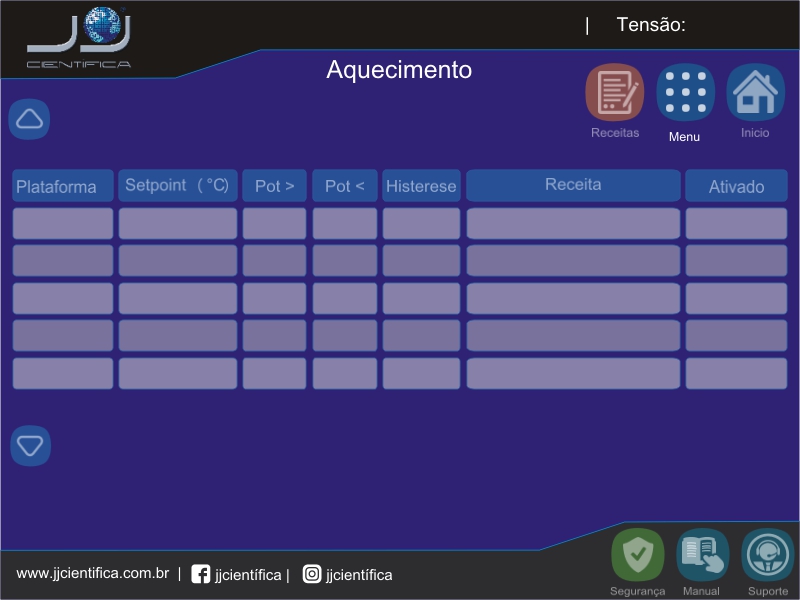 | Tensão:
JJ
CIENTIFICA
Aquecimento
Receitas Menu Inicio
Plataforma Setpoint (°C) Pot > Pot < Histerese Receita Ativado
www.jjcientifica.com.br | jjcientífica | jjcientífica
Segurança Manual Suporte